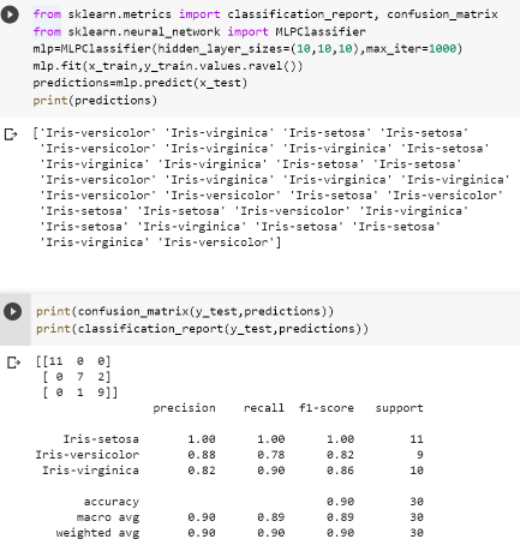 from sklearn.metrics import classification_report, confusion_matrix
from sklearn.neural_network import MLPClassifier
mlp=MLPClassifier(hidden_layer_sizes=(10,10,10),max_iter=1000)
mlp.fit(x_train,y_train.values.ravel())
predictions=mlp.predict(x_test)
print(predictions)
['Iris-versicolor' 'Iris-virginica' 'Iris-setosa' 'Iris-setosa'
'Iris-versicolor' 'Iris-virginica' 'Iris-virginica' 'Iris-setosa'
'Iris-virginica' 'Iris-virginica' 'Iris-setosa' 'Iris-setosa'
'Iris-versicolor' 'Iris-virginica' 'Iris-virginica' 'Iris-virginica'
'Iris-versicolor' 'Iris-versicolor' 'Iris-setosa' 'Iris-versicolor'
'Iris-setosa' 'Iris-setosa' 'Iris-versicolor' 'Iris-virginica'
'Iris-setosa' 'Iris-virginica' 'Iris-setosa' 'Iris-setosa'
'Iris-virginica' 'Iris-versicolor']
print(confusion_matrix(y_test,predictions))
print(classification_report(y_test,predictions))
[[11 0 0]
[ 0 7 2]
[ 0 1 9]]
precision recall f1-score support
Iris-setosa 1.00 1.00 1.00 11
Iris-versicolor 0.88 0.78 0.82 9
Iris-virginica 0.82 0.90 0.86 10
accuracy 0.90 30
macro avg 0.90 0.89 0.89 30
weighted avg 0.90 0.90 0.90 30